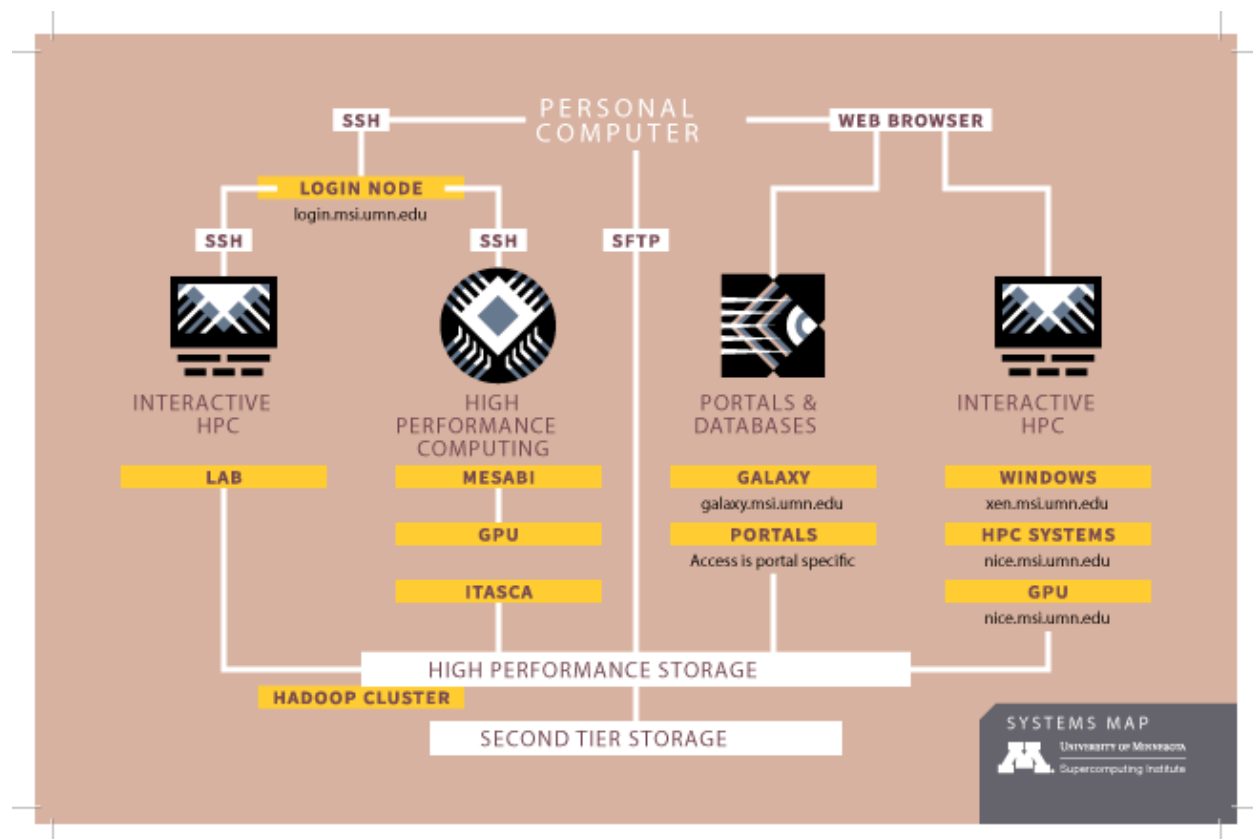 PERSONAL
COMPUTER
SSH
WEB BROWSER
LOGIN NODE
login.msi.umn.edu
SSH
SSH
SFTP
INTERACTIVE
HPC
HIGH
PERFORMANCE
COMPUTING
PORTALS &
DATABASES
INTERACTIVE
HPC
LAB
MESABI
GPU
ITASCA
GALAXY
galaxy.msi.umn.edu
PORTALS
Access is portal specific
WINDOWS
xen.msi.umn.edu
HPC SYSTEMS
nice.msi.umn.edu
GPU
nice.msi.umn.edu
HIGH PERFORMANCE STORAGE
HADOOP CLUSTER
SECOND TIER STORAGE
SYSTEMS MAP
M
UNIVERSITY OF MINNESOTA
Supercomputing Institute